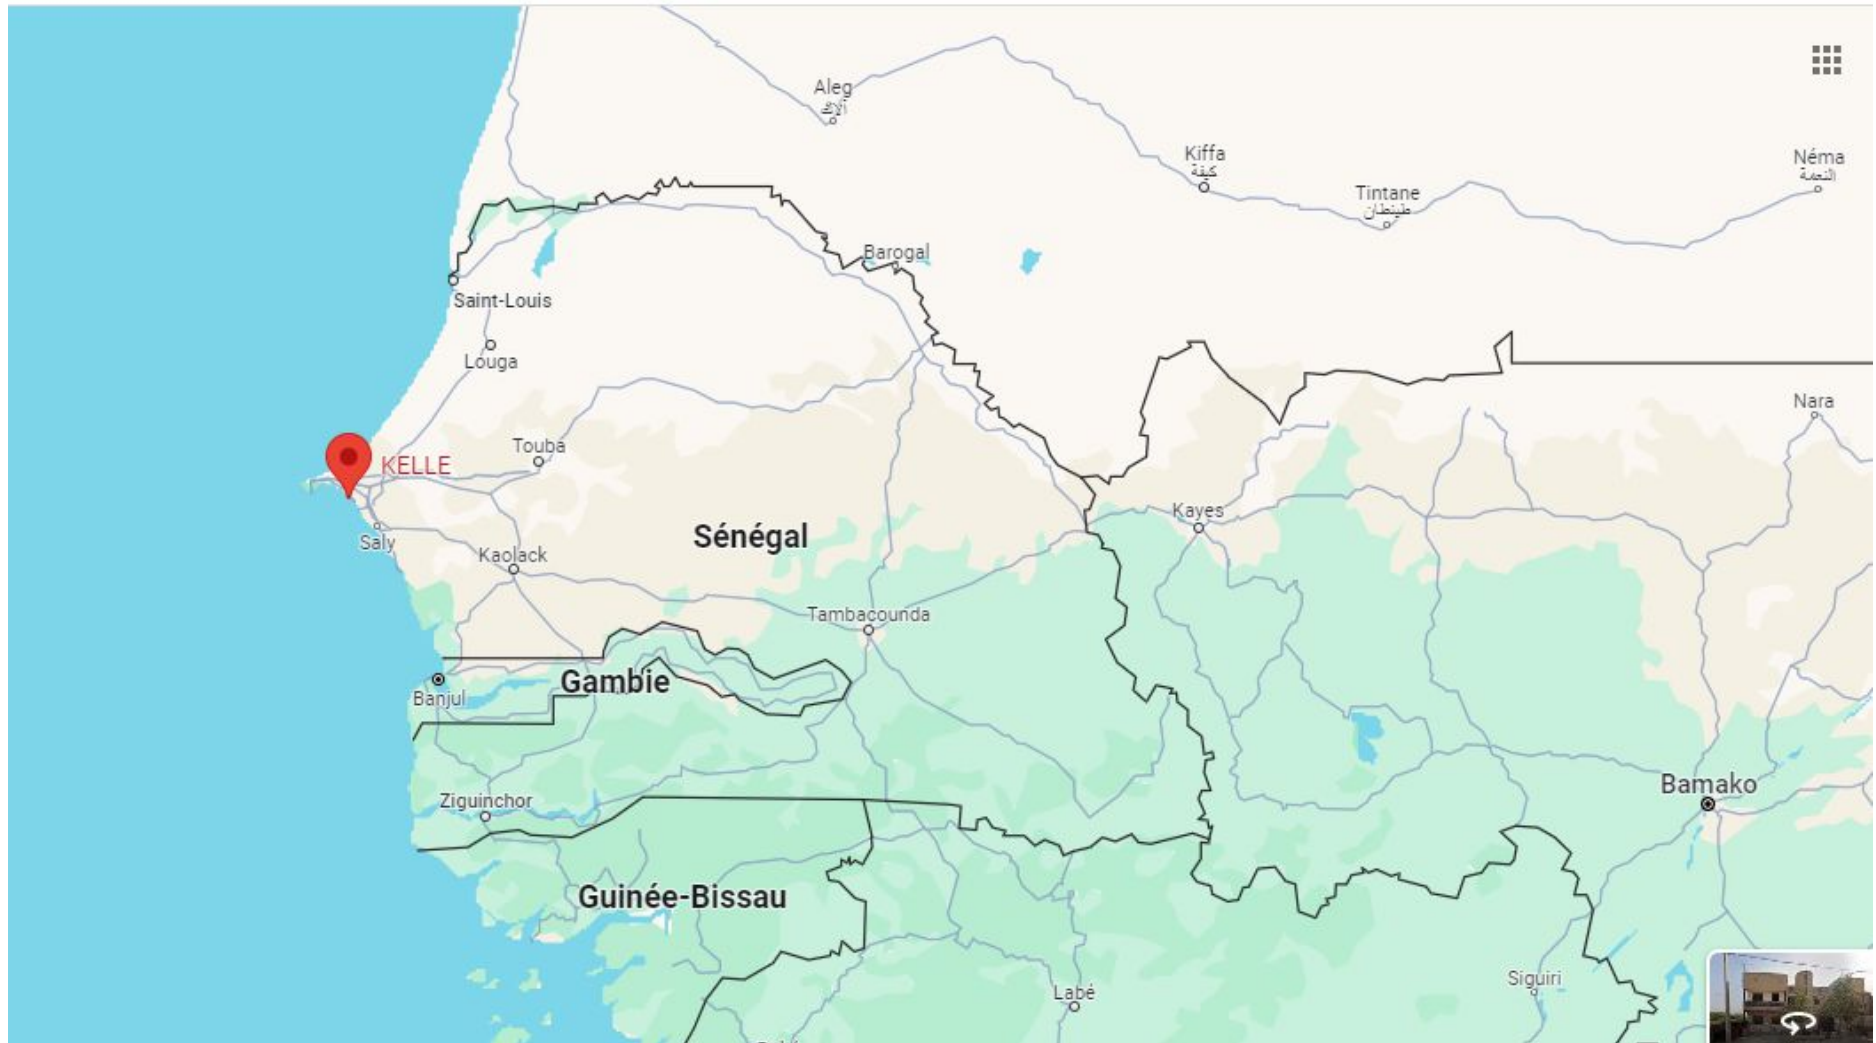 Aleg
ألاك
Kiffa
كيفة
Néma
النعمة
Tintane
طينطان
Barogal
Saint-Louis
Louga
Nara
Touba
KELLE
Kayes
Sénégal
Saly
Kaolack
Tambacounda
Gambie
Banjul
Bamako
Ziguinchor
Guinée-Bissau
Siguiri
Labé